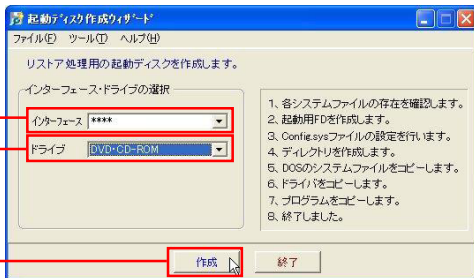 起動ディスク作成ウィザード
ファイル(F) ツール(T) ヘルプ(H)
リストア処理用の起動ディスクを作成します。
インターフェース・ドライブの選択
インターフェース ****
ドライブ DVD・CD-ROM
1、各システムファイルの存在を確認します。
2、起動用FDを作成します。
3、Config.sysファイルの設定を行います。
4、ディレクトリを作成します。
5、DOSのシステムファイルをコピーします。
6、ドライバをコピーします。
7、プログラムをコピーします。
8、終了しました。
作成 終了